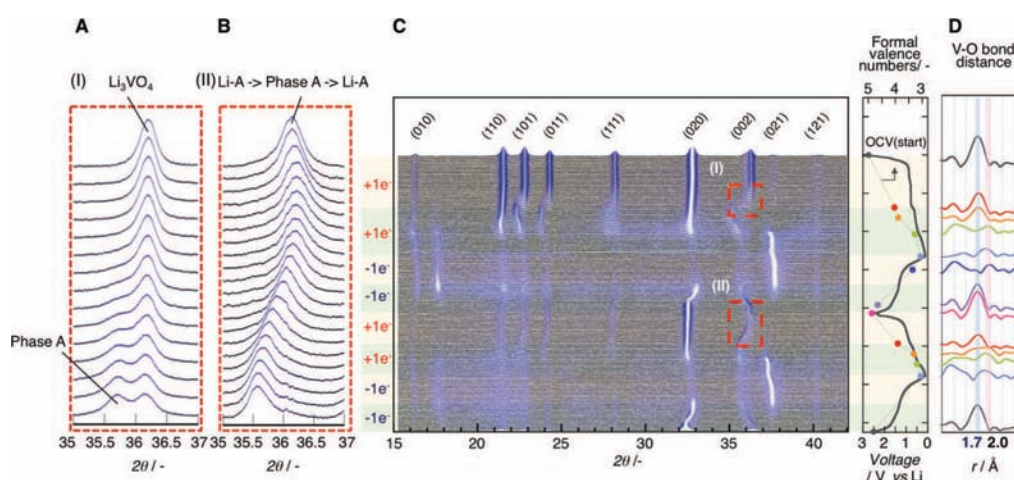 A
B
C
D
(I)
Li₃VO₄
(II)
Li-A -> Phase A -> Li-A
Phase A
35 35.5 36 36.5 37
2θ / -
35 35.5 36 36.5 37
2θ / -
(010)
(110)
(101)
(011)
(111)
(020)
(002)
(021)
(121)
(I)
(II)
+1e⁻
+1e⁻
-1e⁻
-1e⁻
+1e⁻
+1e⁻
-1e⁻
-1e⁻
15 20 25 30 35 40
2θ / -
Formal
valence
numbers/ -
5 4 3
OCV(start)
3 2 1 0
Voltage
/ V vs Li
V-O bond
distance
1.7 2.0
r / Å